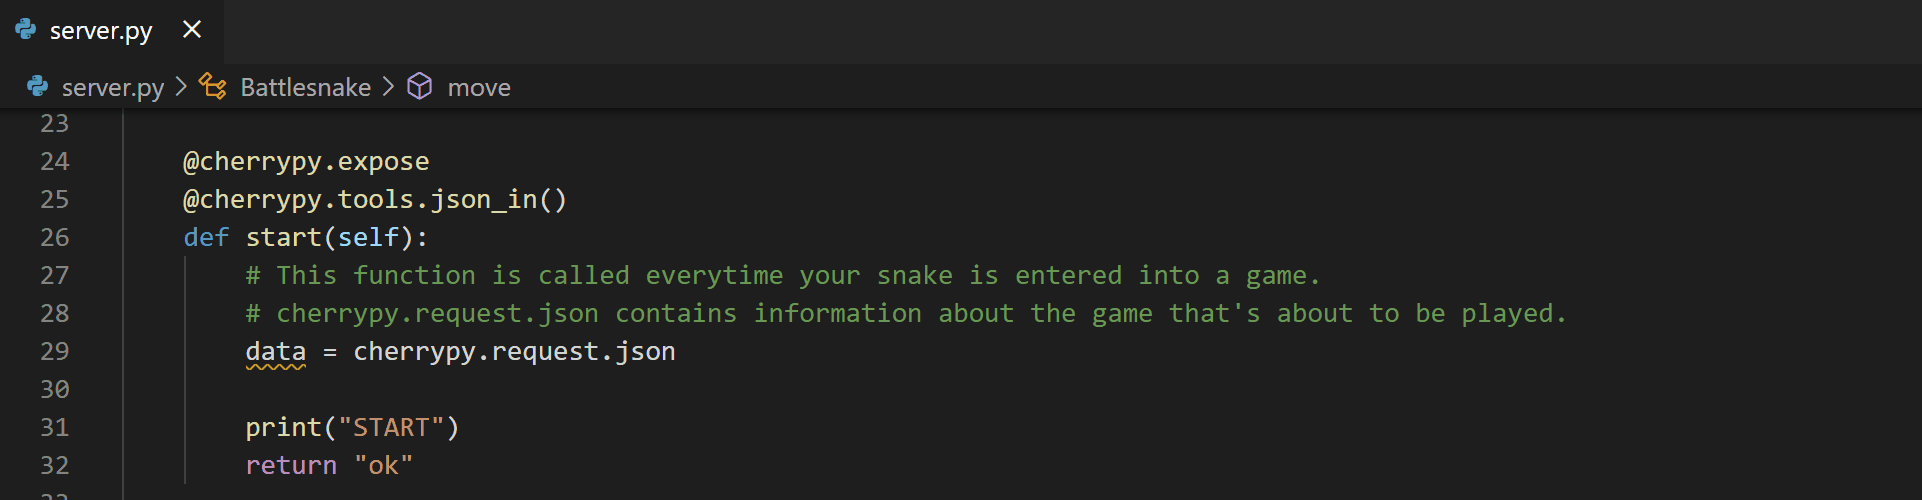 server.py
server.py > Battlesnake > move
23
24 @cherrypy.expose
25 @cherrypy.tools.json_in()
26 def start(self):
27 # This function is called everytime your snake is entered into a game.
28 # cherrypy.request.json contains information about the game that's about to be played.
29 data = cherrypy.request.json
30
31 print("START")
32 return "ok"